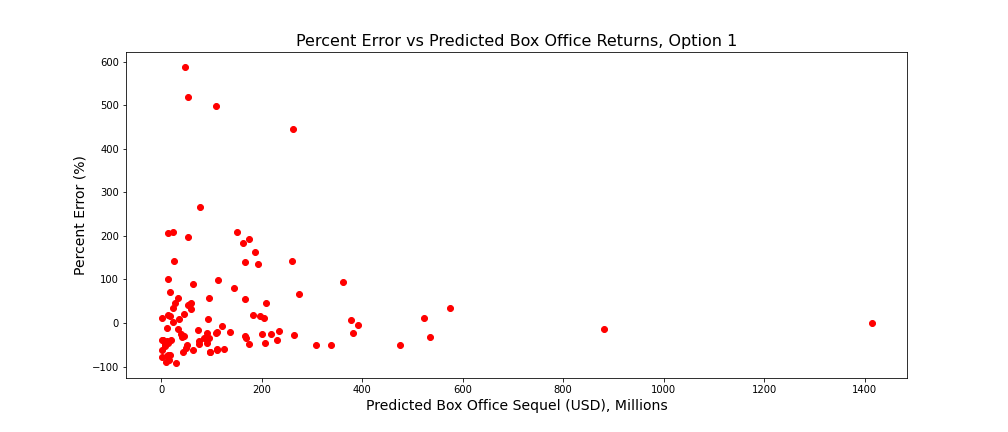 Percent Error vs Predicted Box Office Returns, Option 1
600
500
400
300
200
100
0
−100
Percent Error (%)
0 200 400 600 800 1000 1200 1400
Predicted Box Office Sequel (USD), Millions